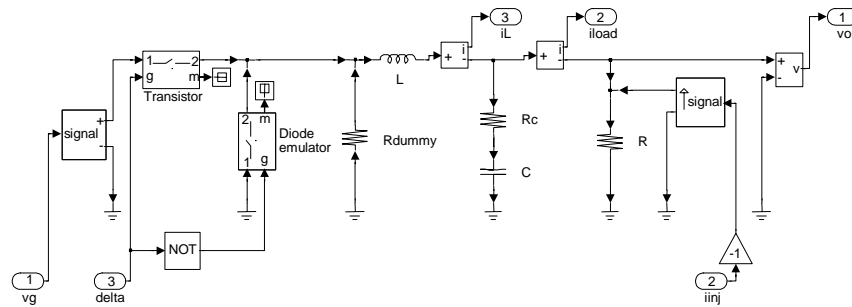 3
iL
2
iload
1
vo
1
2
g
m
Transistor
+
i
-
+
i
-
+
-
v
L
signal
+
-
m
2
1
g
Diode
emulator
Rdummy
Rc
C
R
signal
NOT
-1
1
vg
3
delta
2
iinj